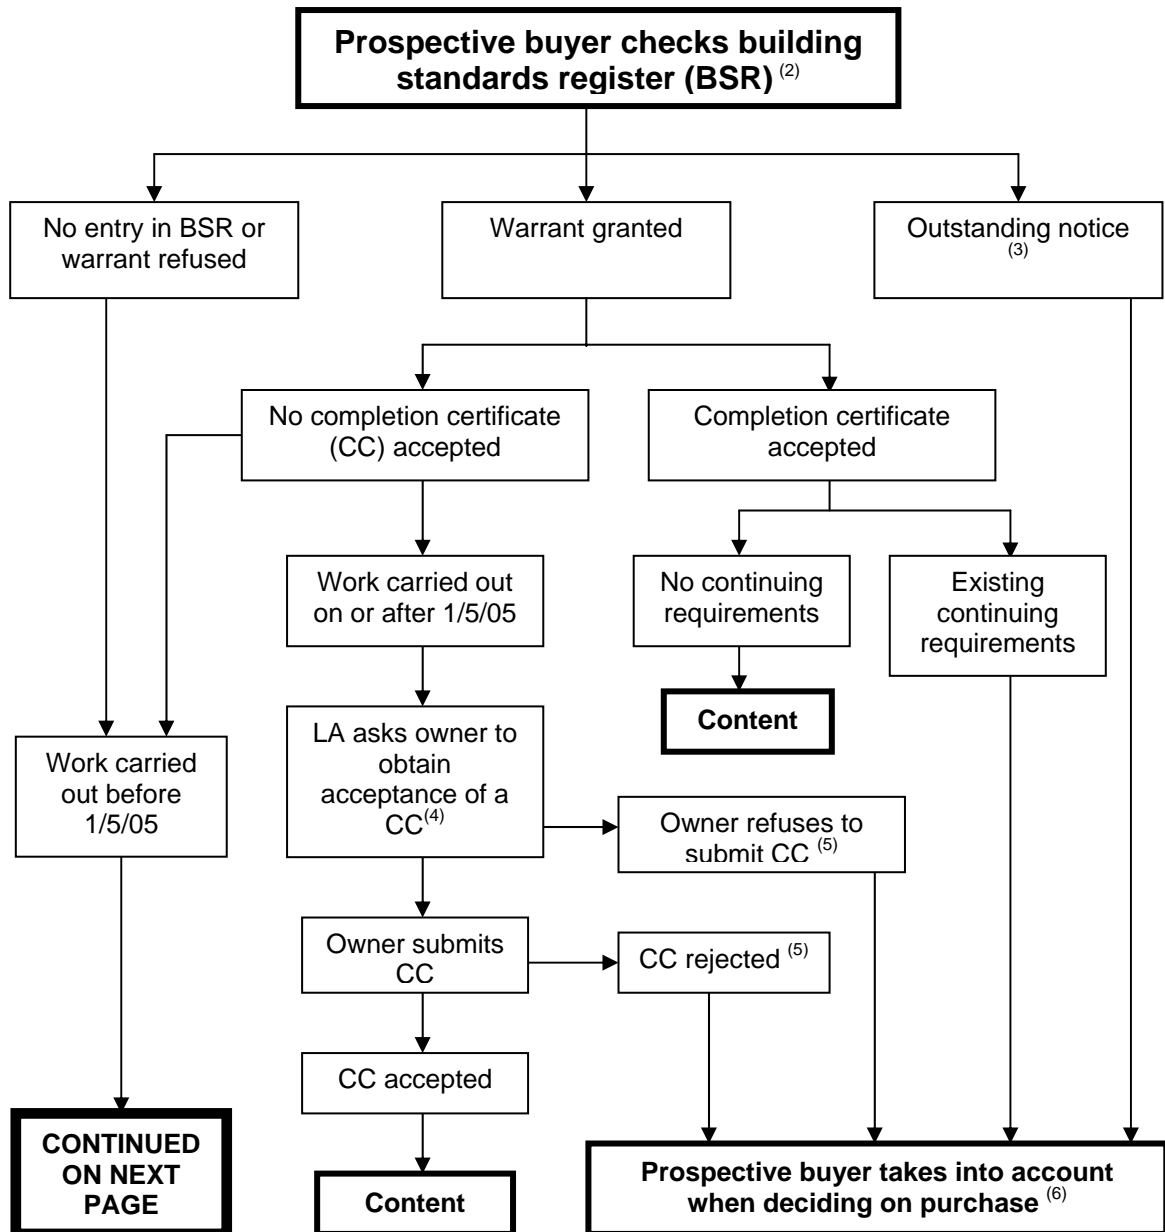 Prospective buyer checks building
standards register (BSR) (2)
No entry in BSR or
warrant refused
Warrant granted
Outstanding notice
(3)
No completion certificate
(CC) accepted
Completion certificate
accepted
Work carried out
on or after 1/5/05
No continuing
requirements
Existing
continuing
requirements
Content
Work carried
out before
1/5/05
LA asks owner to
obtain
acceptance of a
CC(4)
Owner refuses to
submit CC (5)
Owner submits
CC
CC rejected (5)
CC accepted
CONTINUED
ON NEXT
PAGE
Content
Prospective buyer takes into account
when deciding on purchase (6)